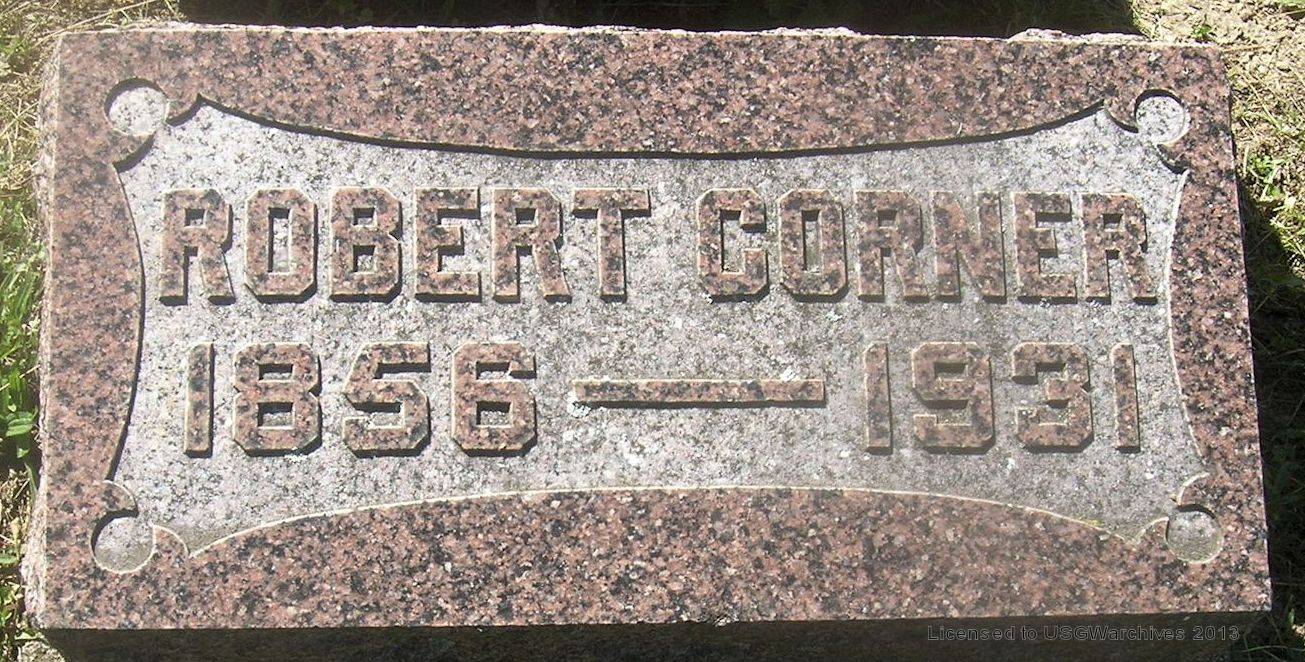 ROBERT CORNER
1856 — 1931
Licensed to USGWarchives 2013